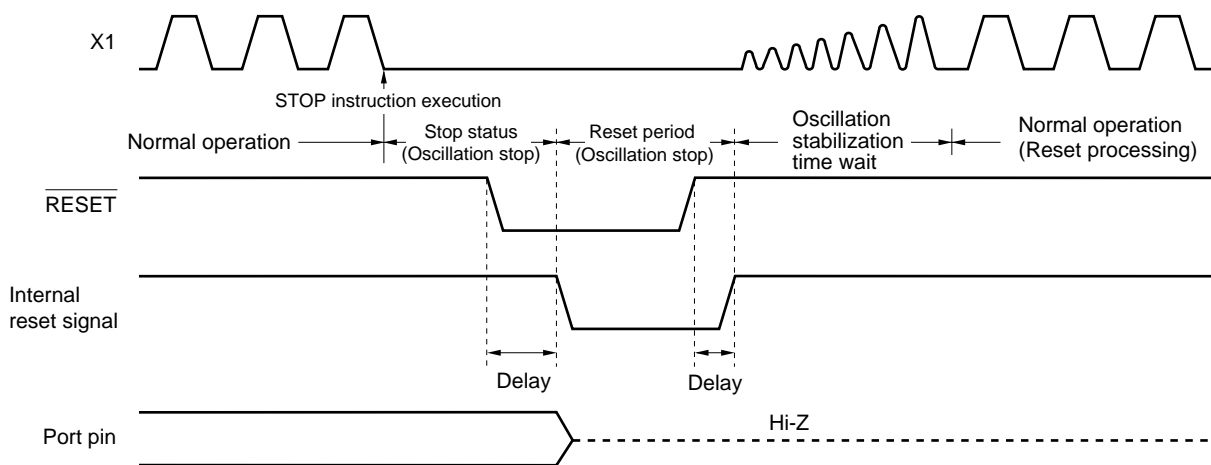 X1
STOP instruction execution
Normal operation
Stop status
(Oscillation stop)
Reset period
(Oscillation stop)
Oscillation
stabilization
time wait
Normal operation
(Reset processing)
RESET
Internal
reset signal
Delay
Delay
Port pin
Hi-Z